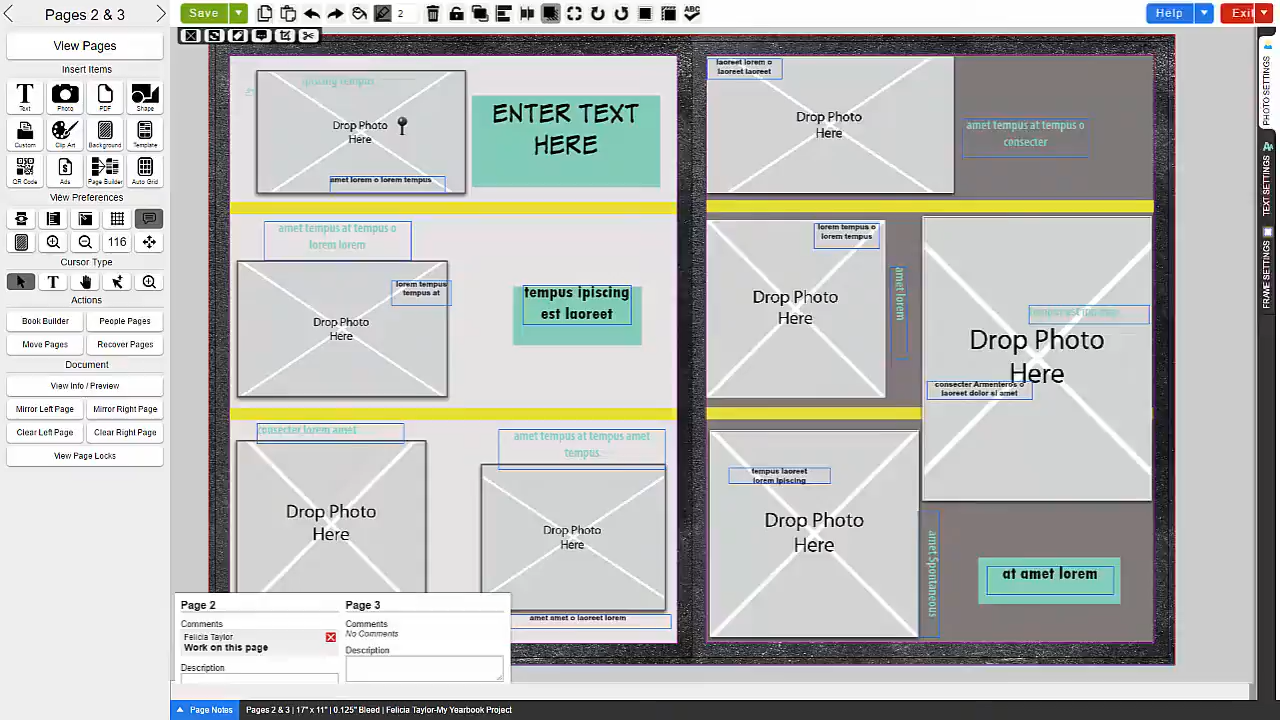 Pages 2 & 3
Save
2
Help
Exit
View Pages
Insert Items
Text
Photo
PDF
Shape
Custom
Clip Art
Background
Template
QR Code
Ads
Page Builder
Auto Grid
View Preferences
116
Cursor Type
Actions
Build Borders
Swap Pages
Move Pages
Invert Pages
Document
View Info / Preview
Mirror Left Page
Mirror Right Page
Clear Left Page
Clear Right Page
View Page Locks
ipiscing tempus
Drop Photo
Here
amet lorem o lorem tempus
ENTER TEXT
HERE
amet tempus at tempus o
lorem lorem
lorem tempus
tempus at
Drop Photo
Here
tempus ipiscing
est laoreet
consecter lorem amet
Drop Photo
Here
amet tempus at tempus amet
tempus
Drop Photo
Here
amet amet o laoreet lorem
laoreet lorem o
laoreet laoreet
Drop Photo
Here
amet tempus at tempus o
consecter
lorem tempus o
lorem tempus
Drop Photo
Here
amet lorem
Drop Photo
Here
consecter Armenteros o
laoreet dolor si amet
tempus laoreet
lorem ipiscing
Drop Photo
Here
amet Spontaneous
at amet lorem
Page 2
Comments
Felicia Taylor
Work on this page
Description
Page 3
Comments
No Comments
Description
Page Notes
Pages 2 & 3 | 17" x 11" | 0.125" Bleed | Felicia Taylor-My Yearbook Project
PHOTO SETTINGS
TEXT SETTINGS
FRAME SETTINGS
ABC